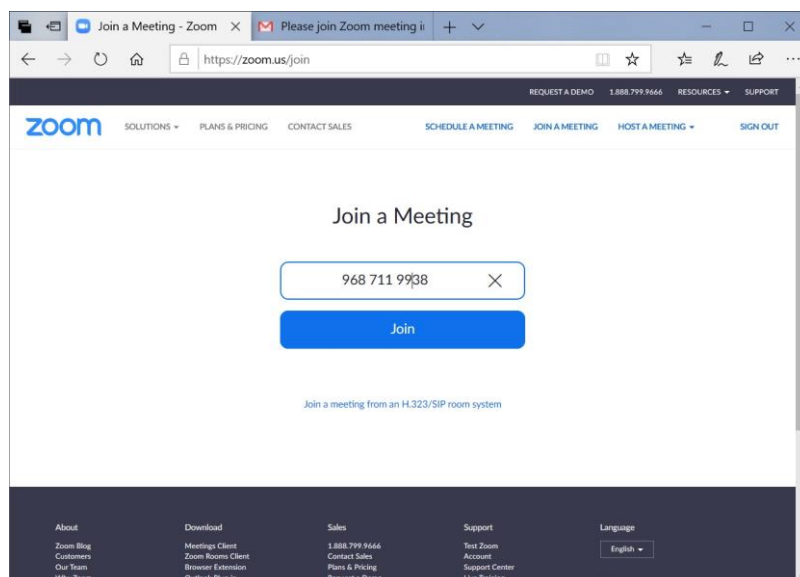 Join a Meeting - Zoom
Please join Zoom meeting i
https://zoom.us/join
REQUEST A DEMO 1.888.799.9666 RESOURCES SUPPORT
zoom SOLUTIONS PLANS & PRICING CONTACT SALES SCHEDULE A MEETING JOIN A MEETING HOST A MEETING SIGN OUT
Join a Meeting
968 711 9938
Join
Join a meeting from an H.323/SIP room system
About Download Sales Support Language
Zoom Blog Meetings Client 1.888.799.9666 Test Zoom English
Customers Zoom Rooms Client Contact Sales Account
Our Team Browser Extension Plans & Pricing Support Center